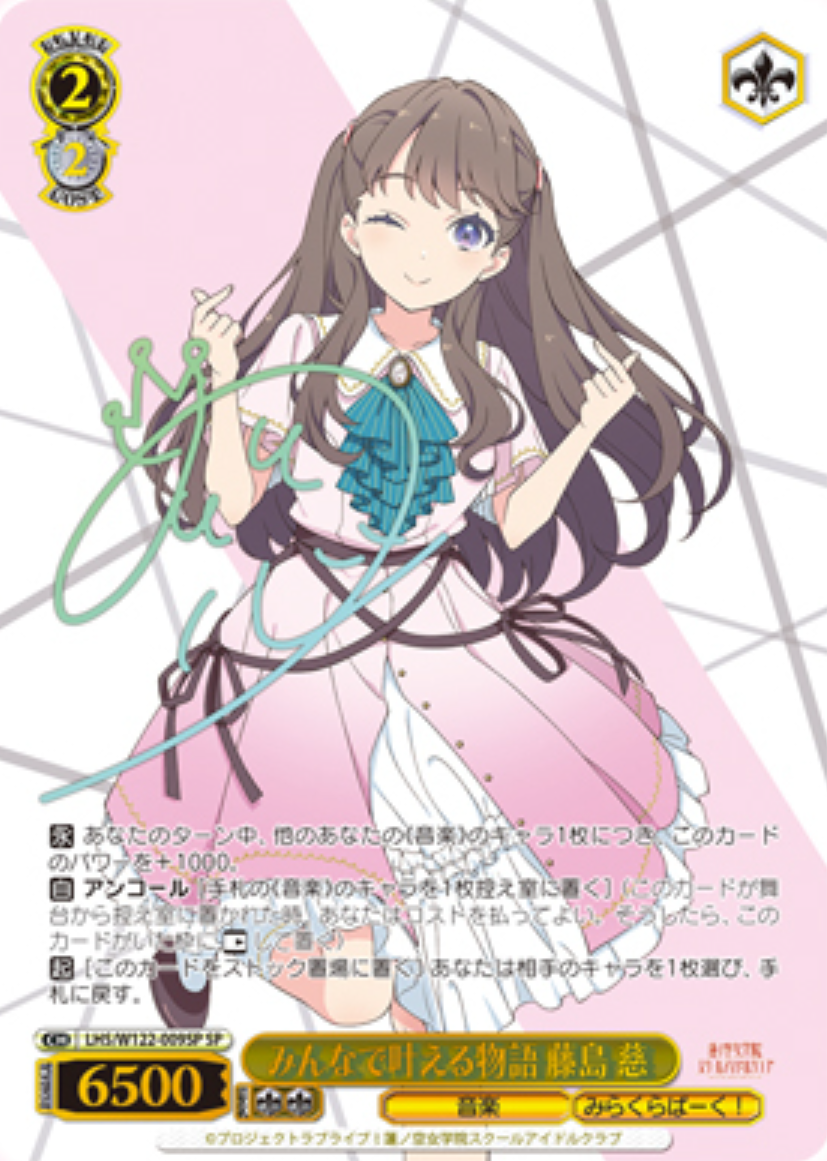 LEVEL
2
2
COST
永 あなたのターン中、他のあなたの《音楽》のキャラ1枚につき、このカード
のパワーを+1000。
自 アンコール [手札の《音楽》のキャラを1枚控え室に置く] (このカードが舞
台から控え室に置かれた時、あなたはコストを払ってよい。そうしたら、この
カードがいた枠に して置く)
起 [このカードをストック置場に置く] あなたは相手のキャラを1枚選び、手
札に戻す。
CH LHS/W122-009SP SP
みんなで叶える物語 藤島 慈
POWER
6500
SOUL
音楽
みらくらぱーく!
©プロジェクトラブライブ!蓮ノ空女学院スクールアイドルクラブ